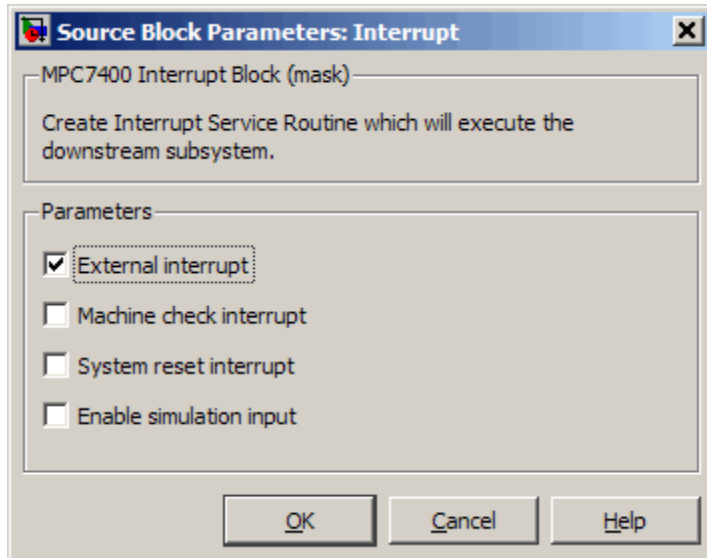 Source Block Parameters: Interrupt
MPC7400 Interrupt Block (mask)
Create Interrupt Service Routine which will execute the
downstream subsystem.
Parameters
External interrupt
Machine check interrupt
System reset interrupt
Enable simulation input
OK Cancel Help